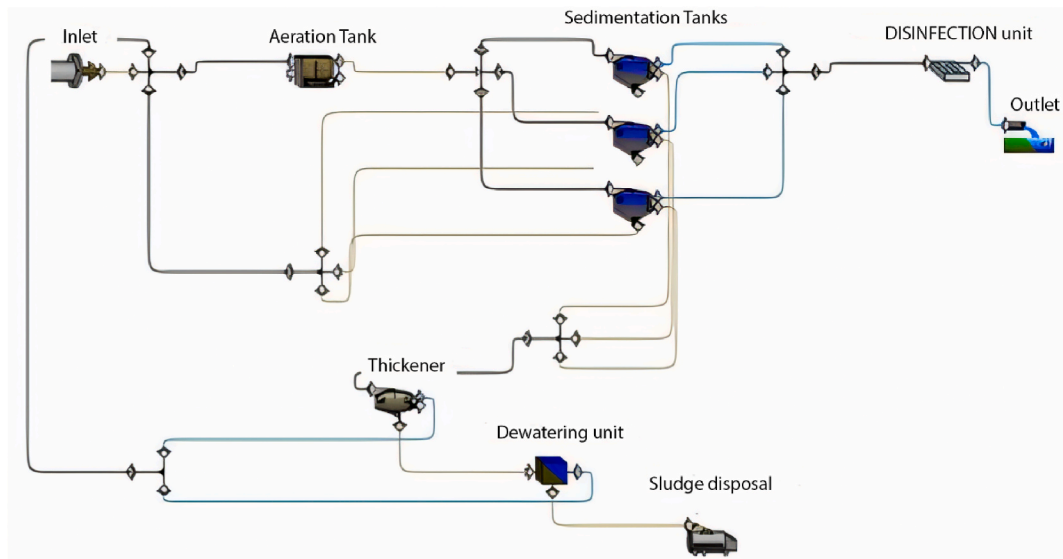 Sedimentation Tanks
Inlet
Aeration Tank
DISINFECTION unit
Outlet
Thickener
Dewatering unit
Sludge disposal